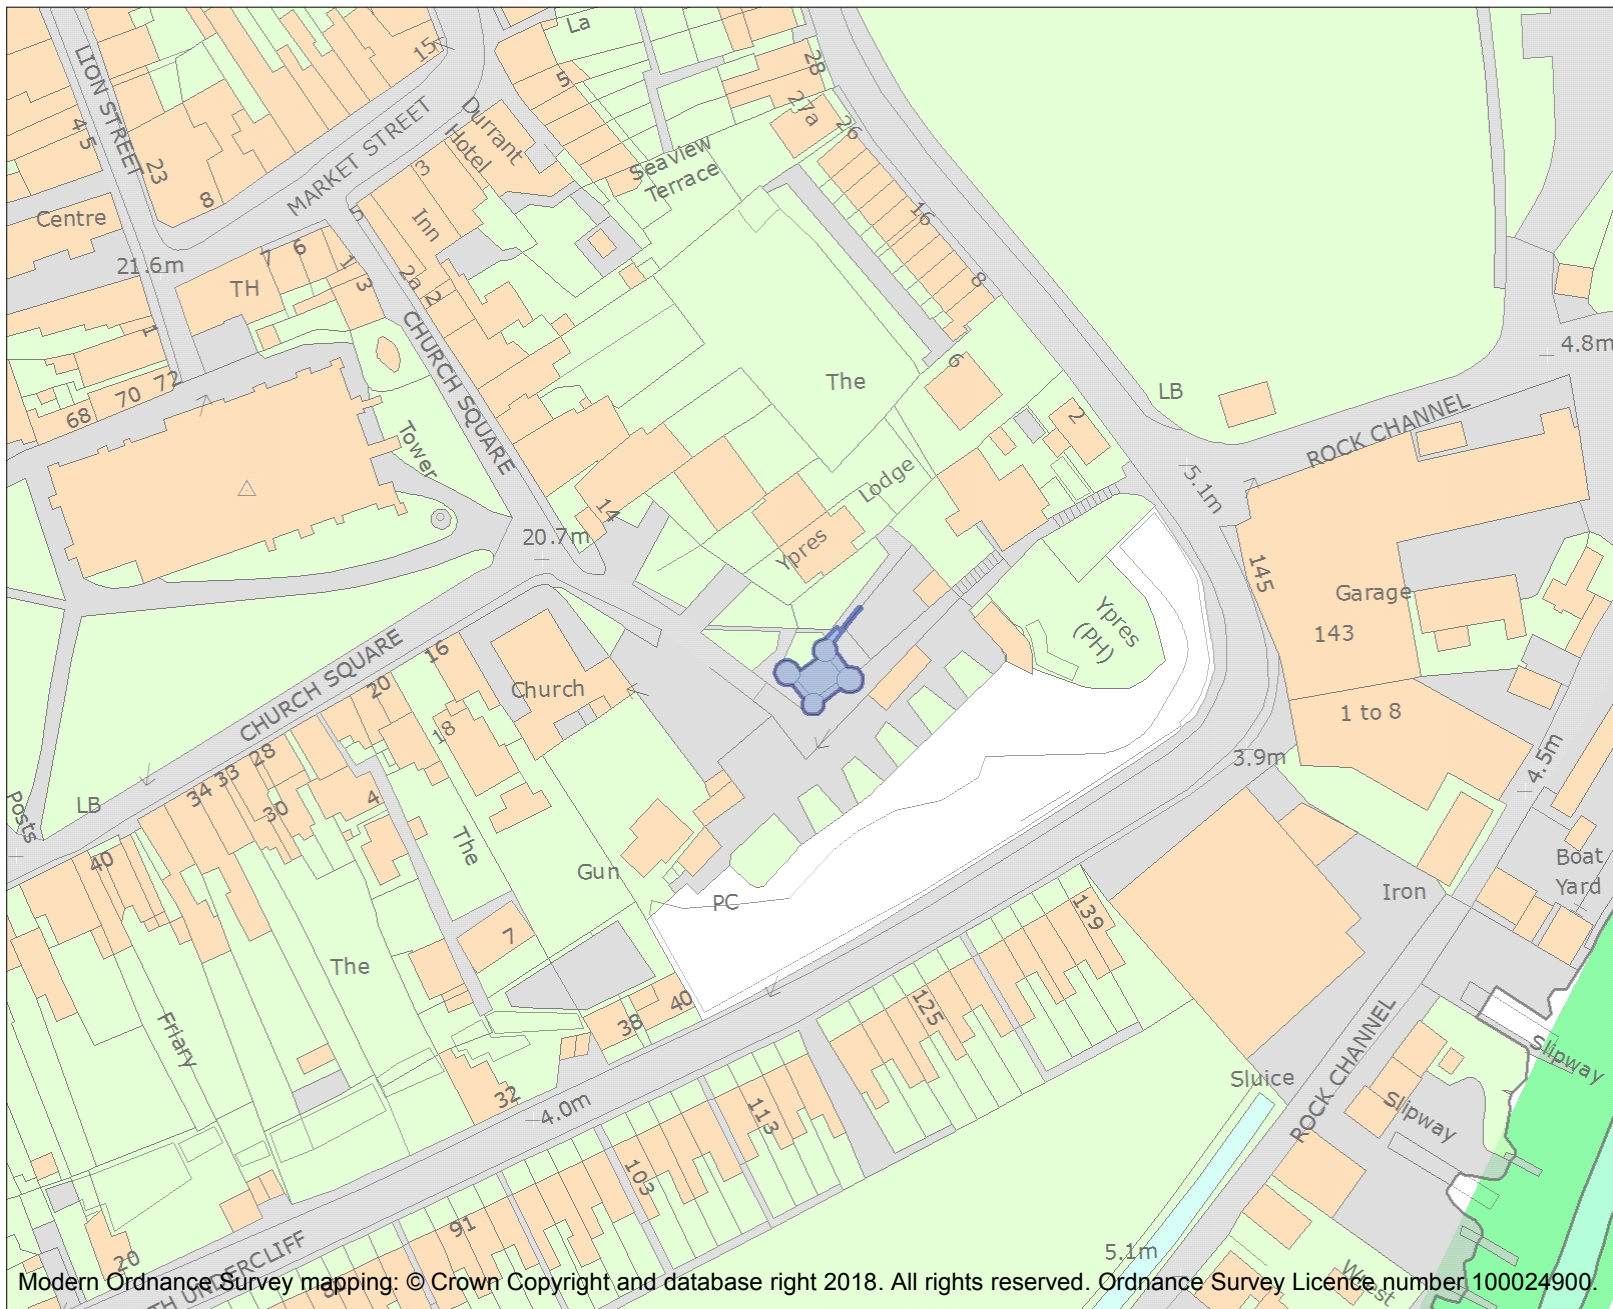 La
15
5
28
LION STREET
4 5
23
8
MARKET STREET
Durrant
Hotel
3
27a
26
Seaview
Terrace
Centre
5
Inn
16
21.6m
7
6
1
3
TH
2a
2
8
1
CHURCH SQUARE
The
6
4.8m
LB
72
70
68
2
ROCK CHANNEL
Tower
Lodge
5.1m
14
20.7m
Ypres
145
Garage
143
Ypres
(PH)
CHURCH SQUARE
16
20
18
Church
1 to 8
28
33
34
30
4
3.9m
4.5m
LB
Posts
40
The
Gun
PC
Boat
Yard
Iron
139
7
The
40
38
125
Friary
ROCK CHANNEL
Slipway
Sluice
32
4.0m
113
Slipway
103
91
20
TH UNDERCLIFF
5.1m
West
Modern Ordnance Survey mapping: © Crown Copyright and database right 2018. All rights reserved. Ordnance Survey Licence number 100024900.